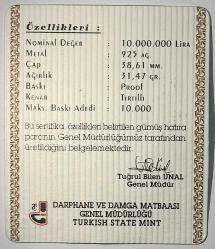 Özellikleri :
Nominal Değer : 10.000.000 Lira
Metal : 925 ag.
Çap : 38,61 mm.
Ağırlık : 31,47 gr.
Baskı : Proof
Kenar : Tırtıllı
Maks. Baskı Adedi : 10.000
Bu sertifika, özellikleri belirtilen gümüş hatıra
paranın Genel Müdürlüğümüz tarafından
üretildiğini belgelemektedir.
Tuğrul Bilen ÜNAL
Genel Müdür
DARPHANE VE DAMGA MATBAASI
GENEL MÜDÜRLÜĞÜ
TURKISH STATE MINT